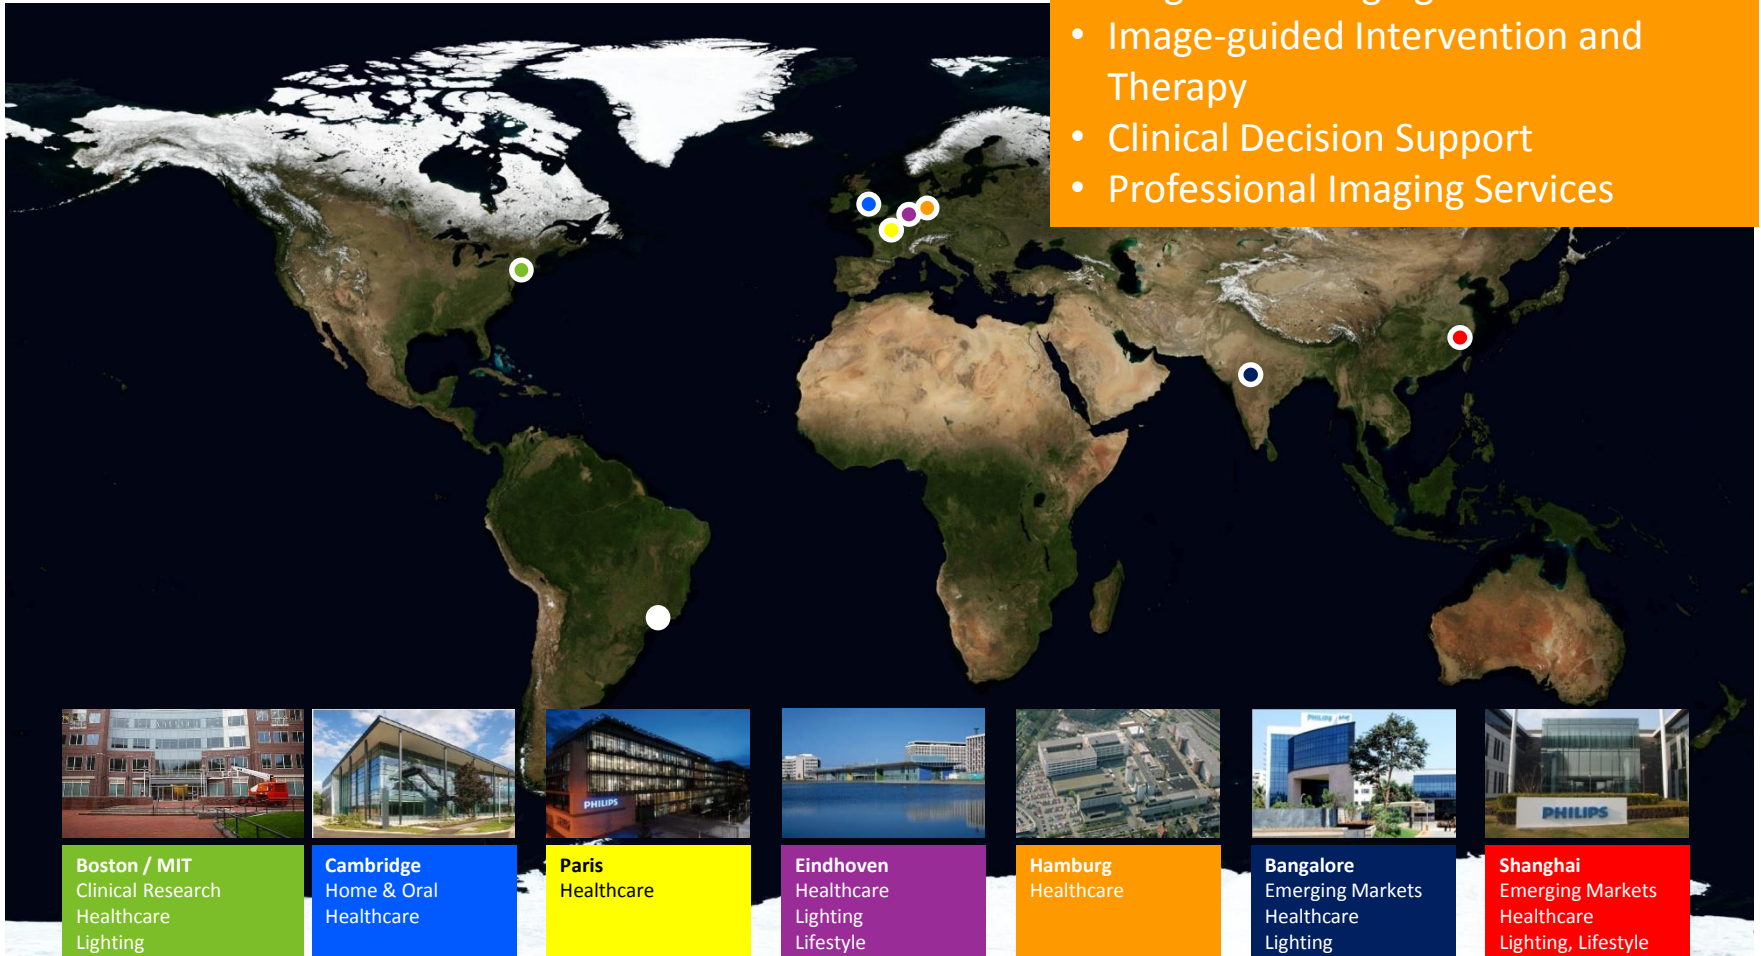 • Image-guided Intervention and
Therapy
• Clinical Decision Support
• Professional Imaging Services
PHILIPS
PHILIPS
PHILIPS
Boston / MIT
Clinical Research
Healthcare
Lighting
Cambridge
Home & Oral
Healthcare
Paris
Healthcare
Eindhoven
Healthcare
Lighting
Lifestyle
Hamburg
Healthcare
Bangalore
Emerging Markets
Healthcare
Lighting
Shanghai
Emerging Markets
Healthcare
Lighting, Lifestyle